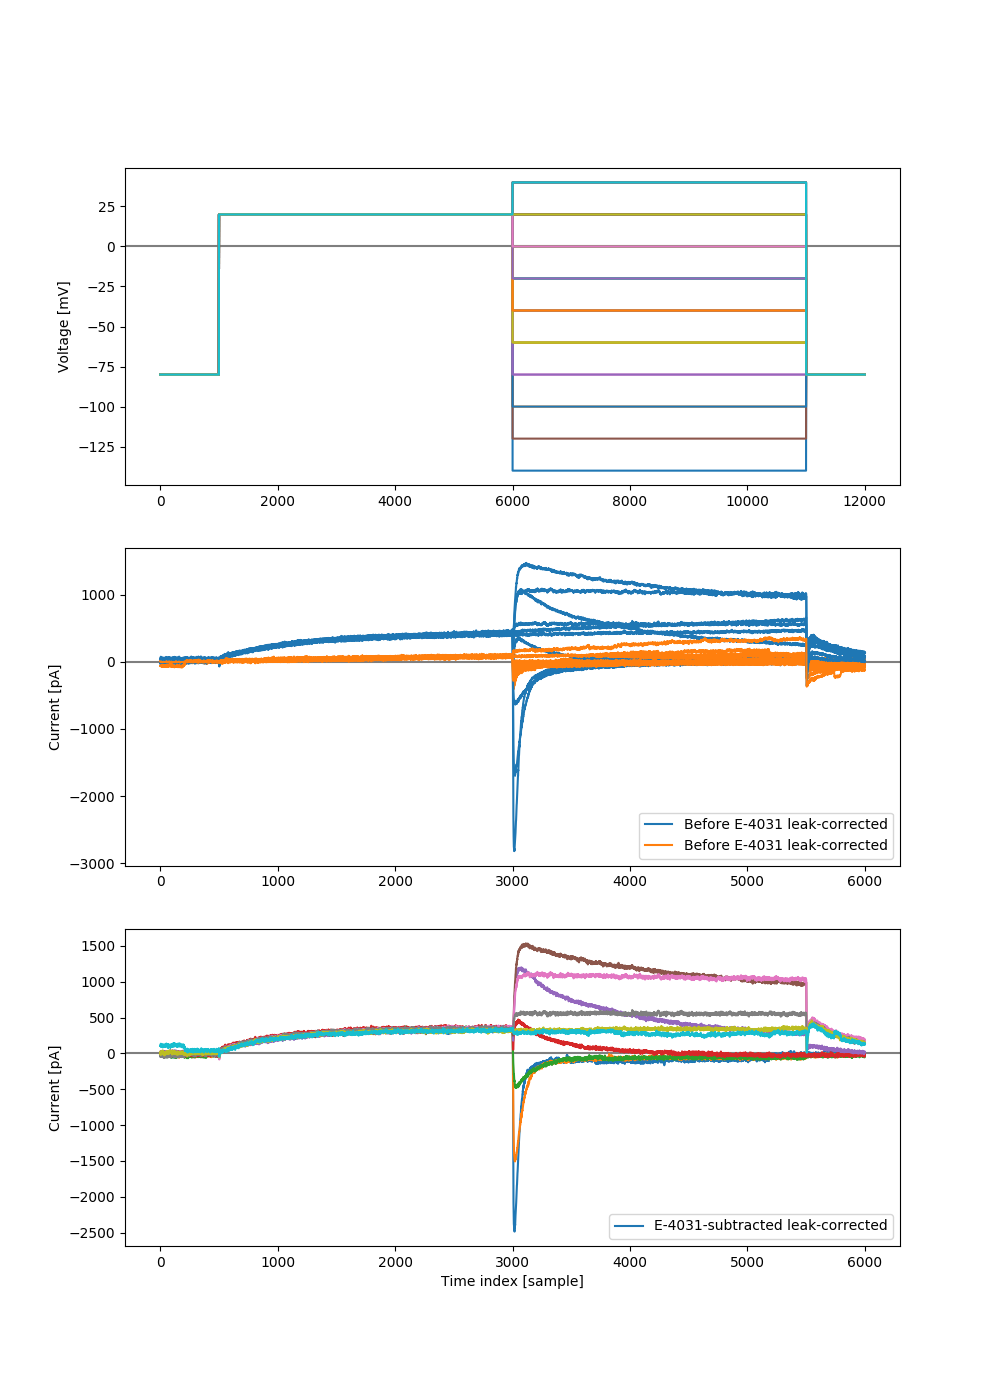 25
0
−25
−50
−75
−100
−125
Voltage [mV]
0 2000 4000 6000 8000 10000 12000
1000
0
−1000
−2000
−3000
Current [pA]
Before E-4031 leak-corrected
Before E-4031 leak-corrected
0 1000 2000 3000 4000 5000 6000
1500
1000
500
0
−500
−1000
−1500
−2000
−2500
Current [pA]
E-4031-subtracted leak-corrected
0 1000 2000 3000 4000 5000 6000
Time index [sample]